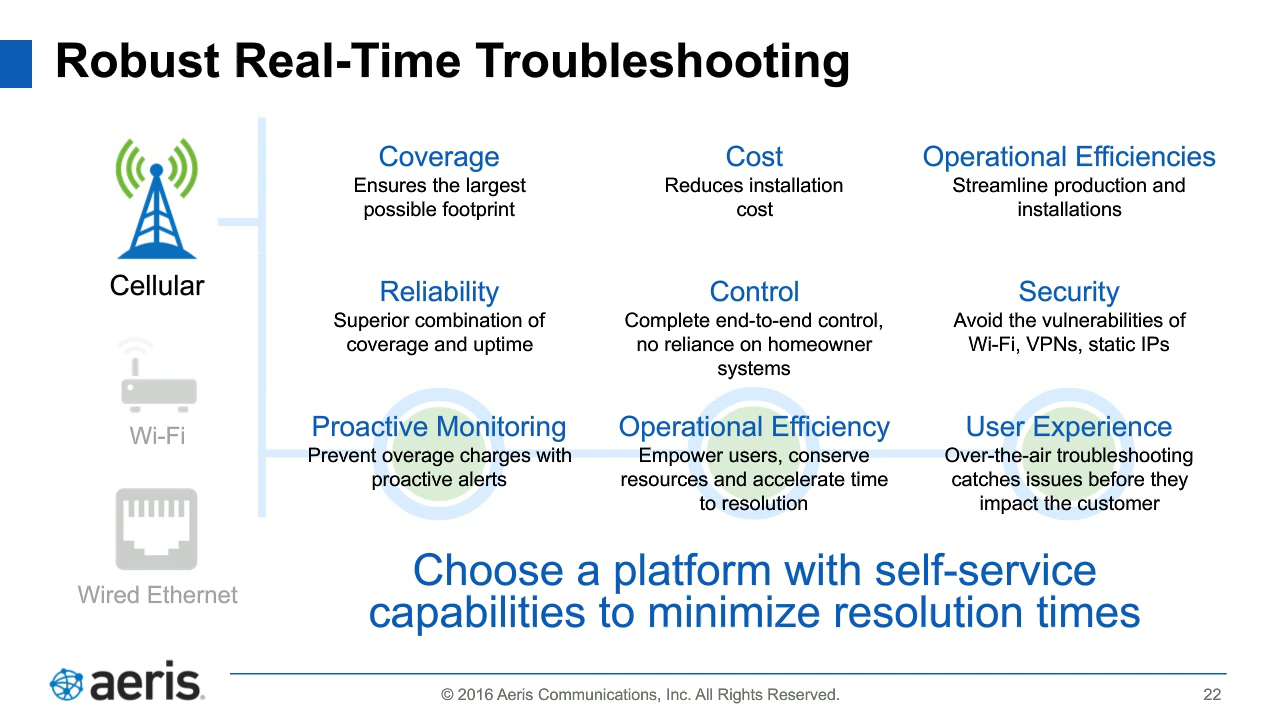 Robust Real-Time Troubleshooting
Cellular
Wi-Fi
Wired Ethernet
Coverage
Ensures the largest
possible footprint
Cost
Reduces installation
cost
Operational Efficiencies
Streamline production and
installations
Reliability
Superior combination of
coverage and uptime
Control
Complete end-to-end control,
no reliance on homeowner
systems
Security
Avoid the vulnerabilities of
Wi-Fi, VPNs, static IPs
Proactive Monitoring
Prevent overage charges with
proactive alerts
Operational Efficiency
Empower users, conserve
resources and accelerate time
to resolution
User Experience
Over-the-air troubleshooting
catches issues before they
impact the customer
Choose a platform with self-service
capabilities to minimize resolution times
aeris
© 2016 Aeris Communications, Inc. All Rights Reserved.
22